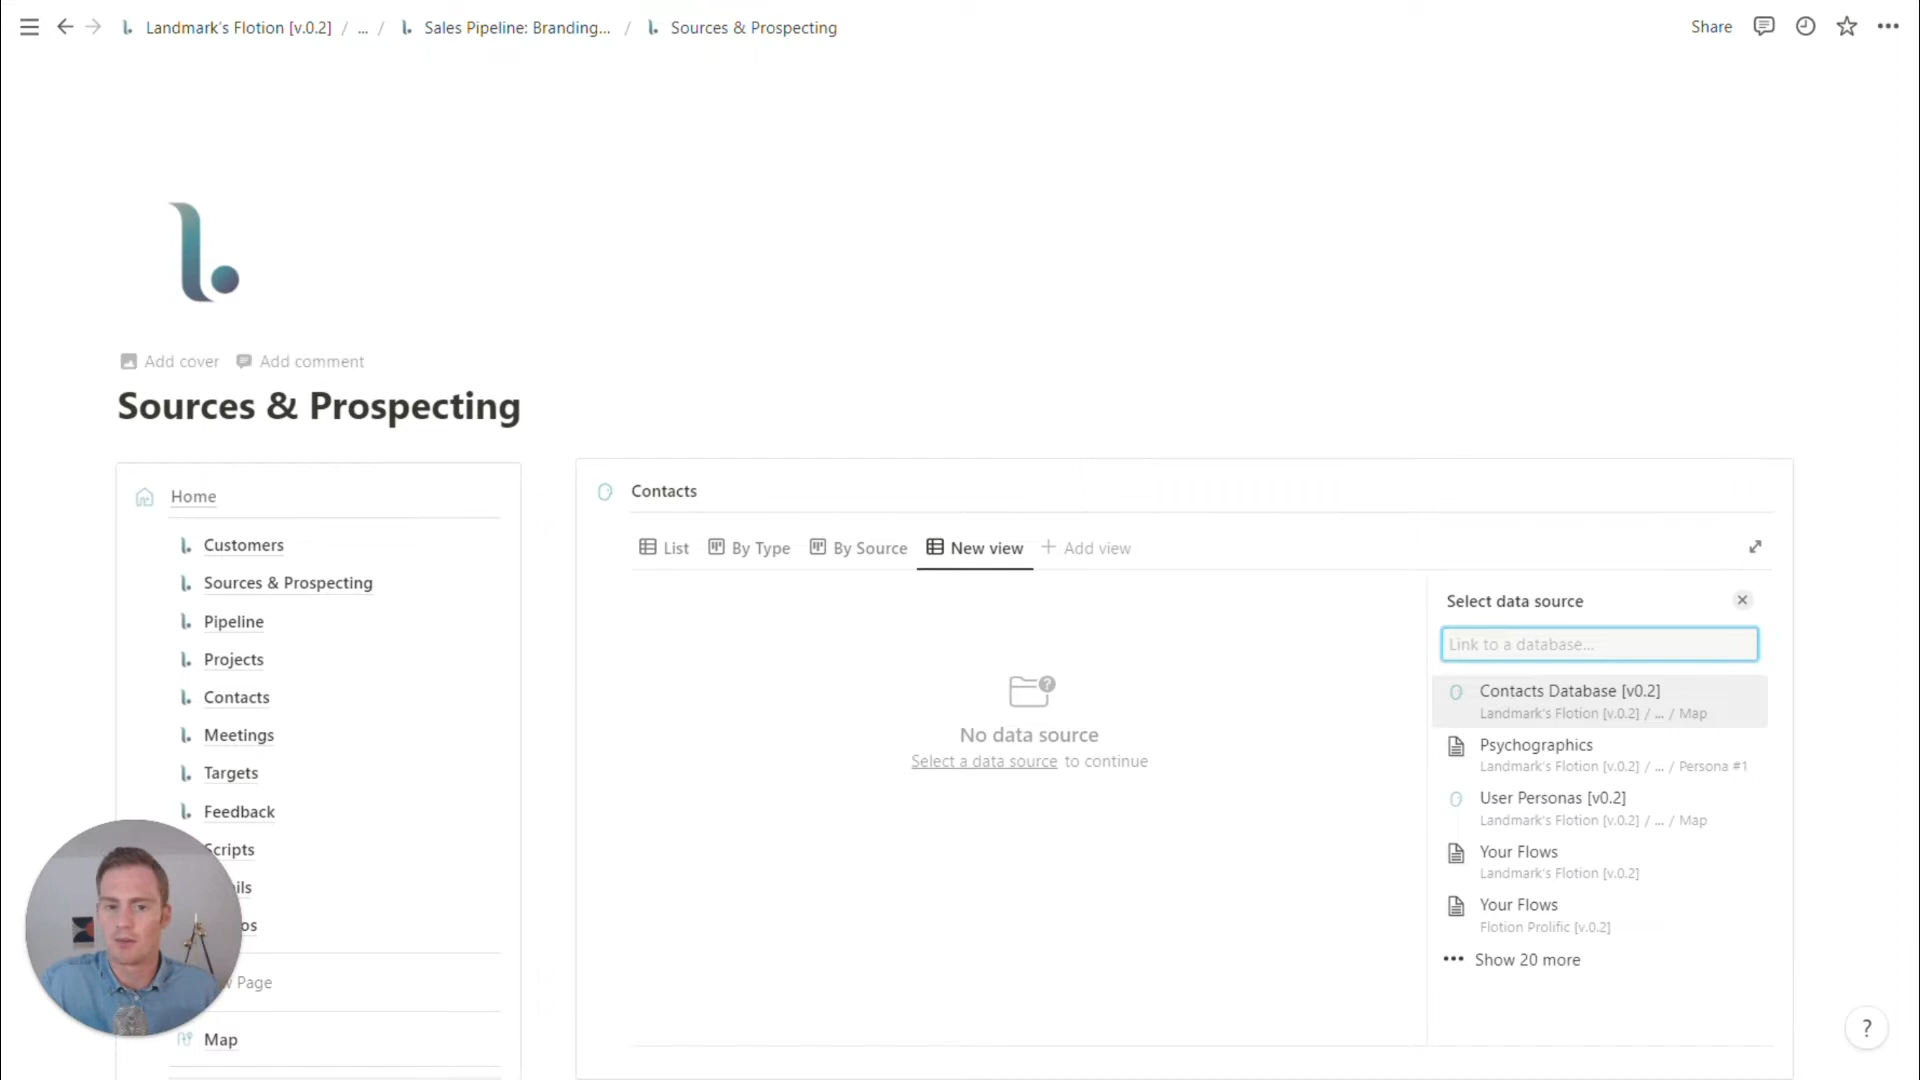 Landmark's Flotion [v.0.2] / ... / Sales Pipeline: Branding... / Sources & Prospecting
Share
Add cover Add comment
Sources & Prospecting
Home
Customers
Sources & Prospecting
Pipeline
Projects
Contacts
Meetings
Targets
Feedback
Scripts
ils
os
Page
Map
Contacts
List By Type By Source New view + Add view
No data source
Select a data source to continue
Select data source
Link to a database...
Contacts Database [v0.2]
Landmark's Flotion [v.0.2] / ... / Map
Psychographics
Landmark's Flotion [v.0.2] / ... / Persona #1
User Personas [v0.2]
Landmark's Flotion [v.0.2] / ... / Map
Your Flows
Landmark's Flotion [v.0.2]
Your Flows
Flotion Prolific [v.0.2]
Show 20 more
?